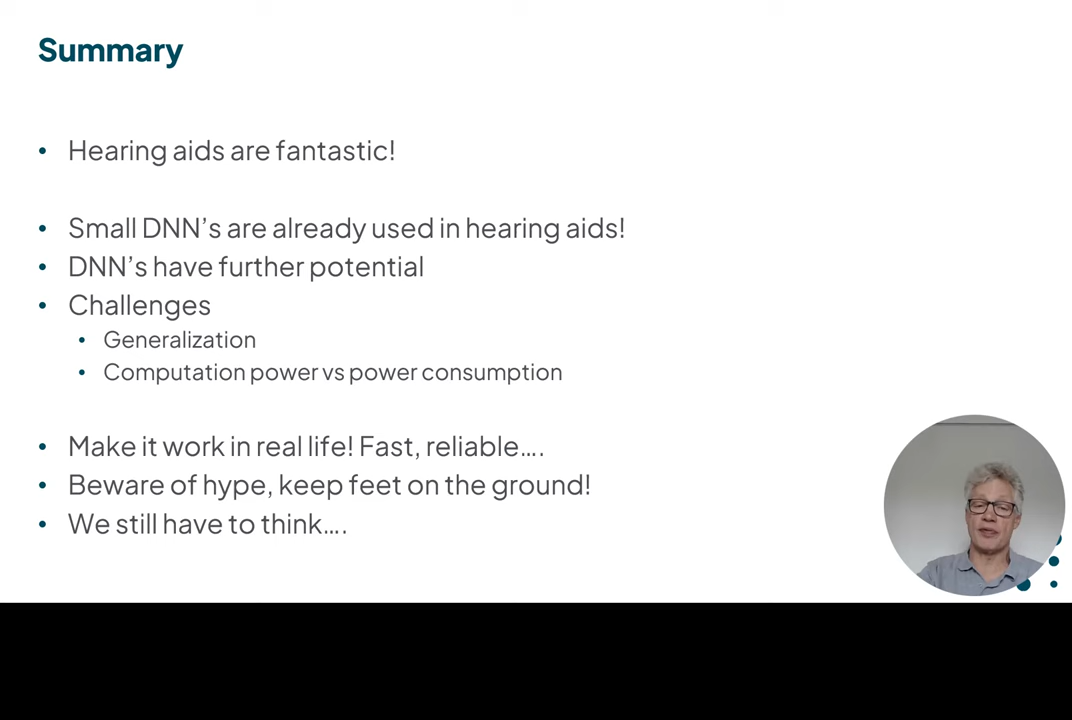 Summary
• Hearing aids are fantastic!
• Small DNN’s are already used in hearing aids!
• DNN’s have further potential
• Challenges
• Generalization
• Computation power vs power consumption
• Make it work in real life! Fast, reliable….
• Beware of hype, keep feet on the ground!
• We still have to think….